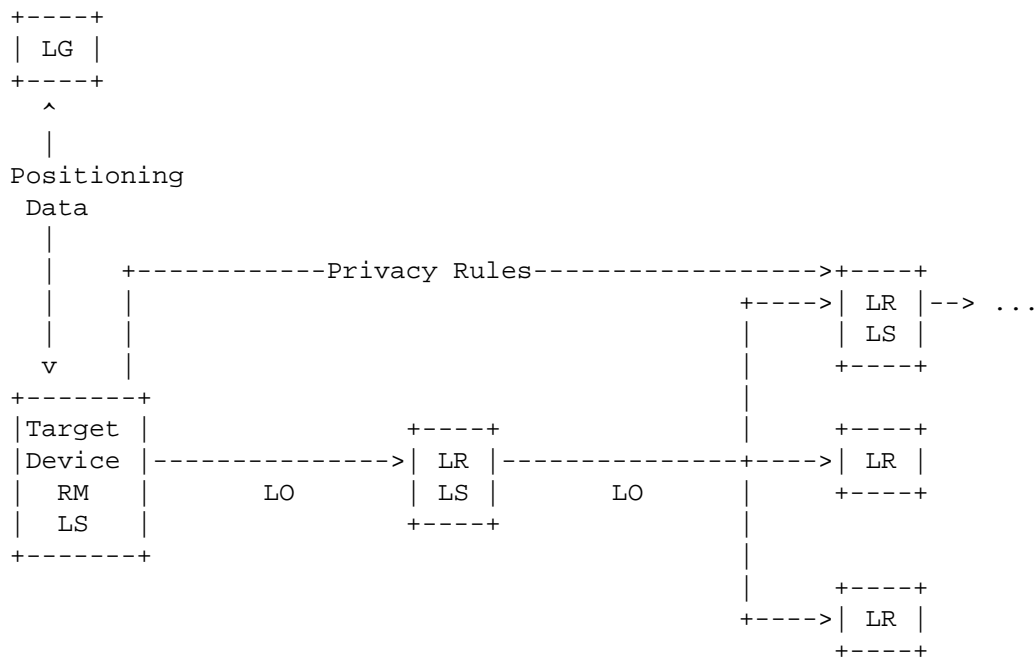 LG
Positioning
Data
Privacy Rules
LR ...
LS
Target
Device LR LR
RM LO LS LO
LS
LR